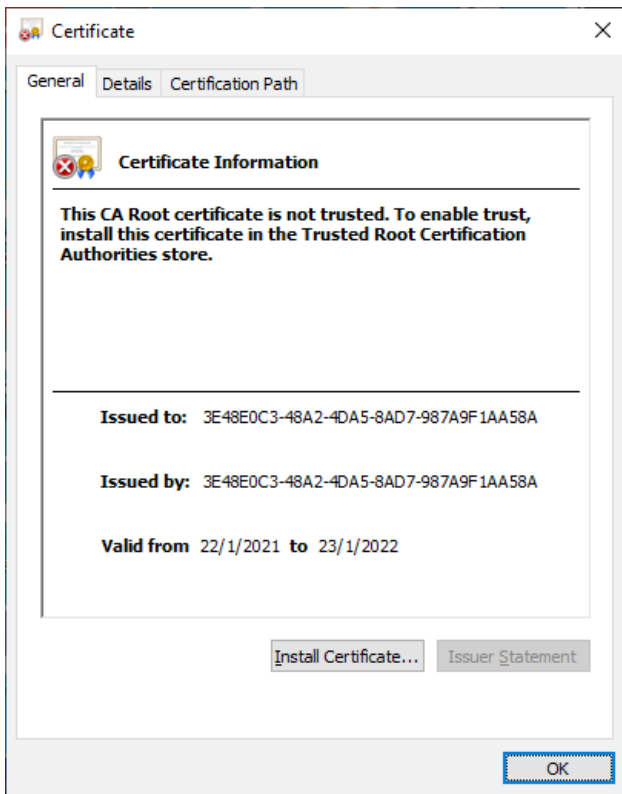 Certificate
General Details Certification Path
Certificate Information
This CA Root certificate is not trusted. To enable trust,
install this certificate in the Trusted Root Certification
Authorities store.
Issued to: 3E48E0C3-48A2-4DA5-8AD7-987A9F1AA58A
Issued by: 3E48E0C3-48A2-4DA5-8AD7-987A9F1AA58A
Valid from 22/1/2021 to 23/1/2022
Install Certificate... Issuer Statement
OK